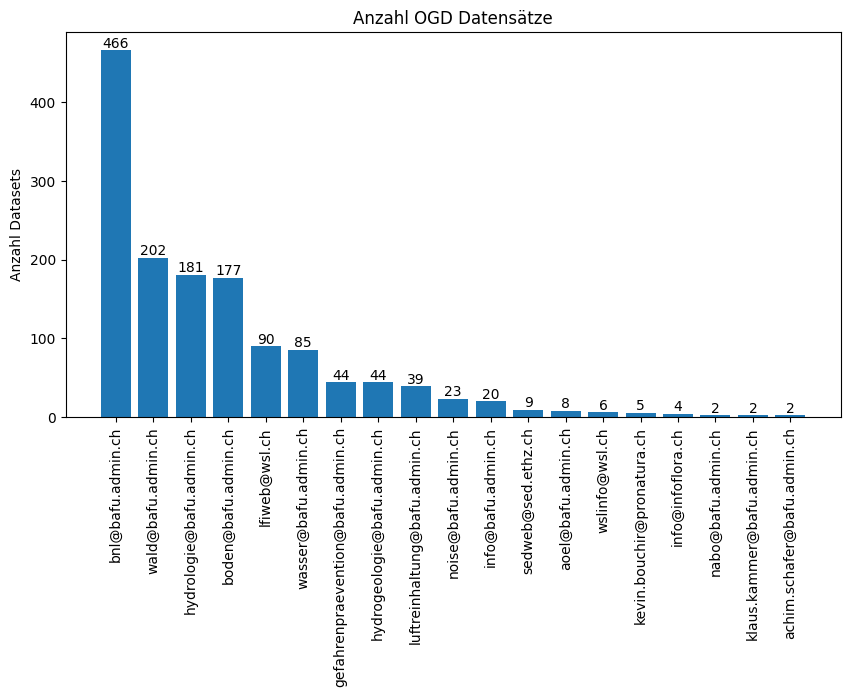 Anzahl OGD Datensätze
Anzahl Datasets
400
300
200
100
0
466
202
181
177
90
85
44
44
39
23
20
9
8
6
5
4
2
2
2
bnl@bafu.admin.ch
wald@bafu.admin.ch
hydrologie@bafu.admin.ch
boden@bafu.admin.ch
lfiweb@wsl.ch
wasser@bafu.admin.ch
gefahrenpraevention@bafu.admin.ch
hydrogeologie@bafu.admin.ch
luftreinhaltung@bafu.admin.ch
noise@bafu.admin.ch
info@bafu.admin.ch
sedweb@sed.ethz.ch
aoel@bafu.admin.ch
wslinfo@wsl.ch
kevin.bouchir@pronatura.ch
info@infoflora.ch
nabo@bafu.admin.ch
klaus.kammer@bafu.admin.ch
achim.schafer@bafu.admin.ch